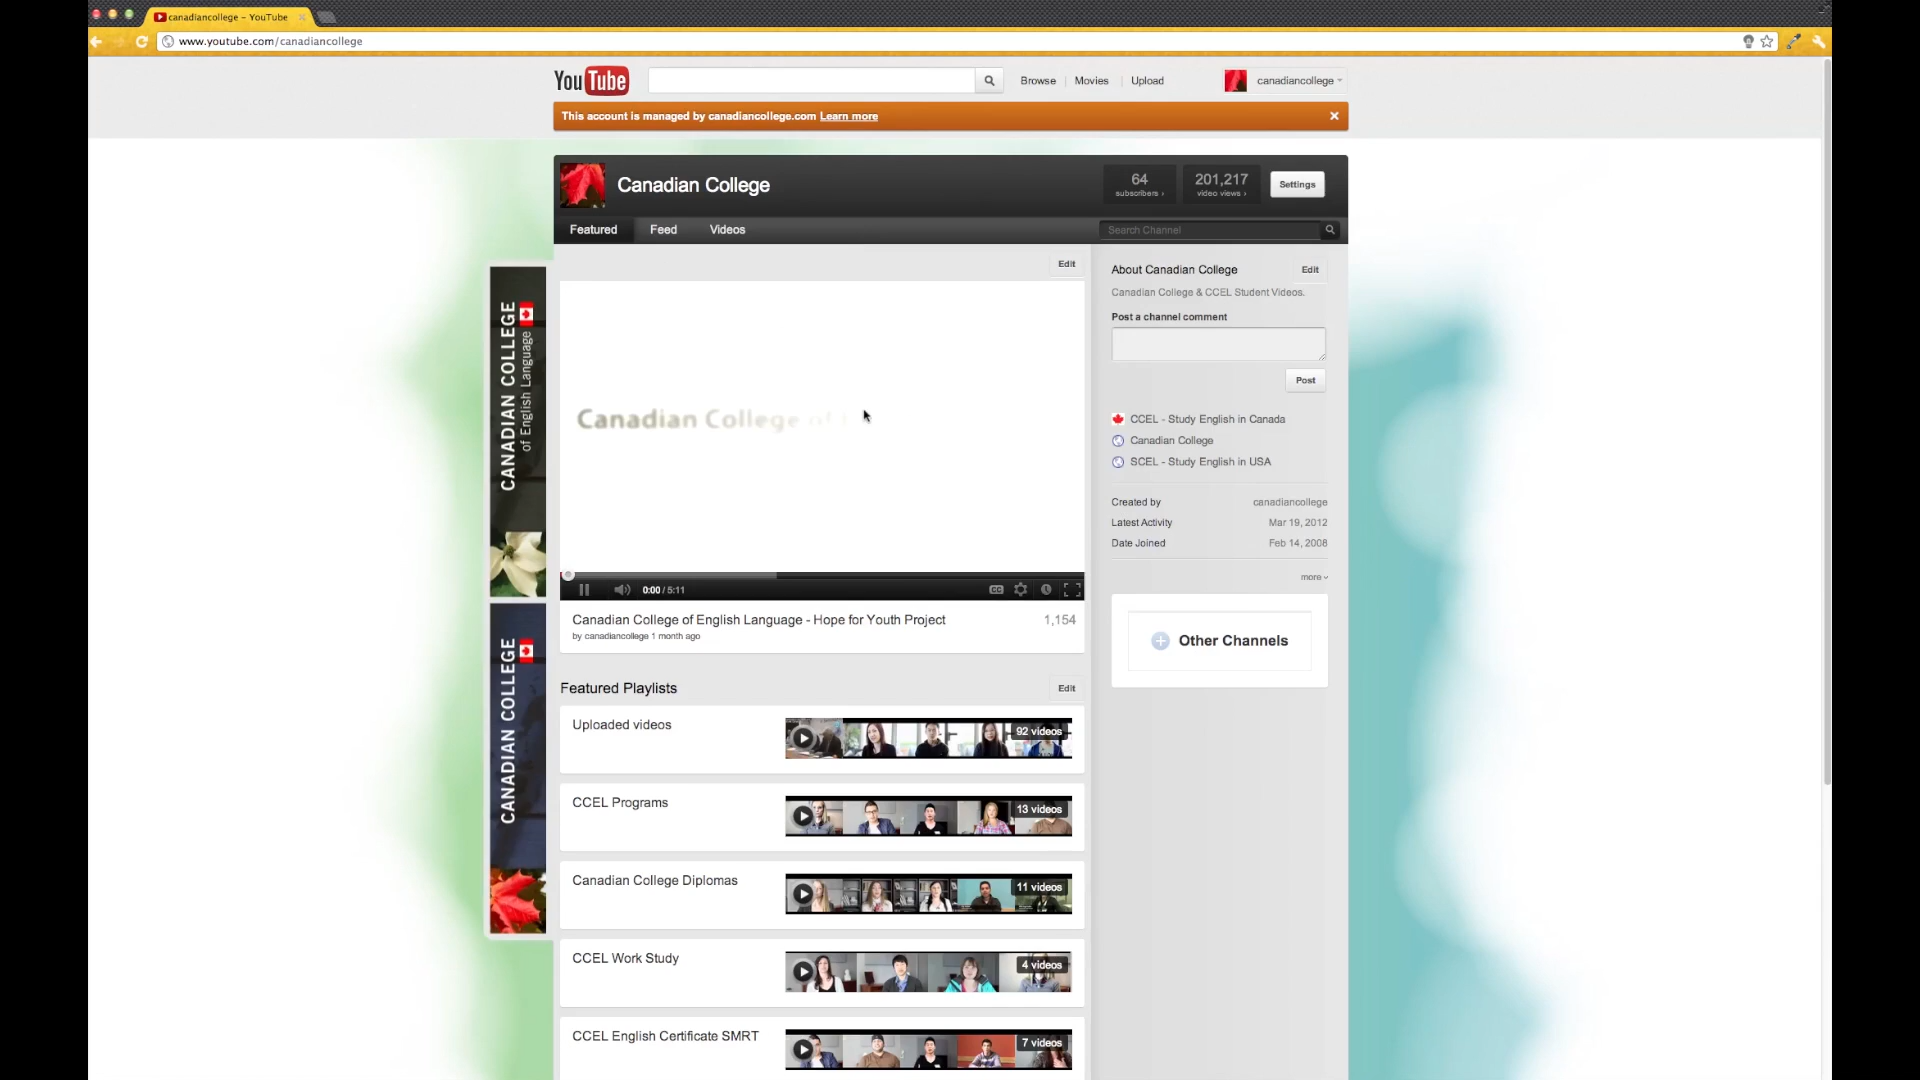 canadiancollege - YouTube
www.youtube.com/canadiancollege
YouTube
Browse
Movies
Upload
canadiancollege
This account is managed by canadiancollege.com Learn more
Canadian College
64
subscribers ›
201,217
video views ›
Settings
Featured
Feed
Videos
Search Channel
Edit
Canadian College of
CC
0:00 / 5:11
Canadian College of English Language - Hope for Youth Project
1,154
by canadiancollege 1 month ago
Featured Playlists
Edit
Uploaded videos
92 videos
CCEL Programs
13 videos
Canadian College Diplomas
11 videos
CCEL Work Study
4 videos
CCEL English Certificate SMRT
7 videos
About Canadian College
Edit
Canadian College & CCEL Student Videos.
Post a channel comment
Post
CCEL - Study English in Canada
Canadian College
SCEL - Study English in USA
Created by
canadiancollege
Latest Activity
Mar 19, 2012
Date Joined
Feb 14, 2008
more
Other Channels
CANADIAN COLLEGE
of English Language
CANADIAN COLLEGE